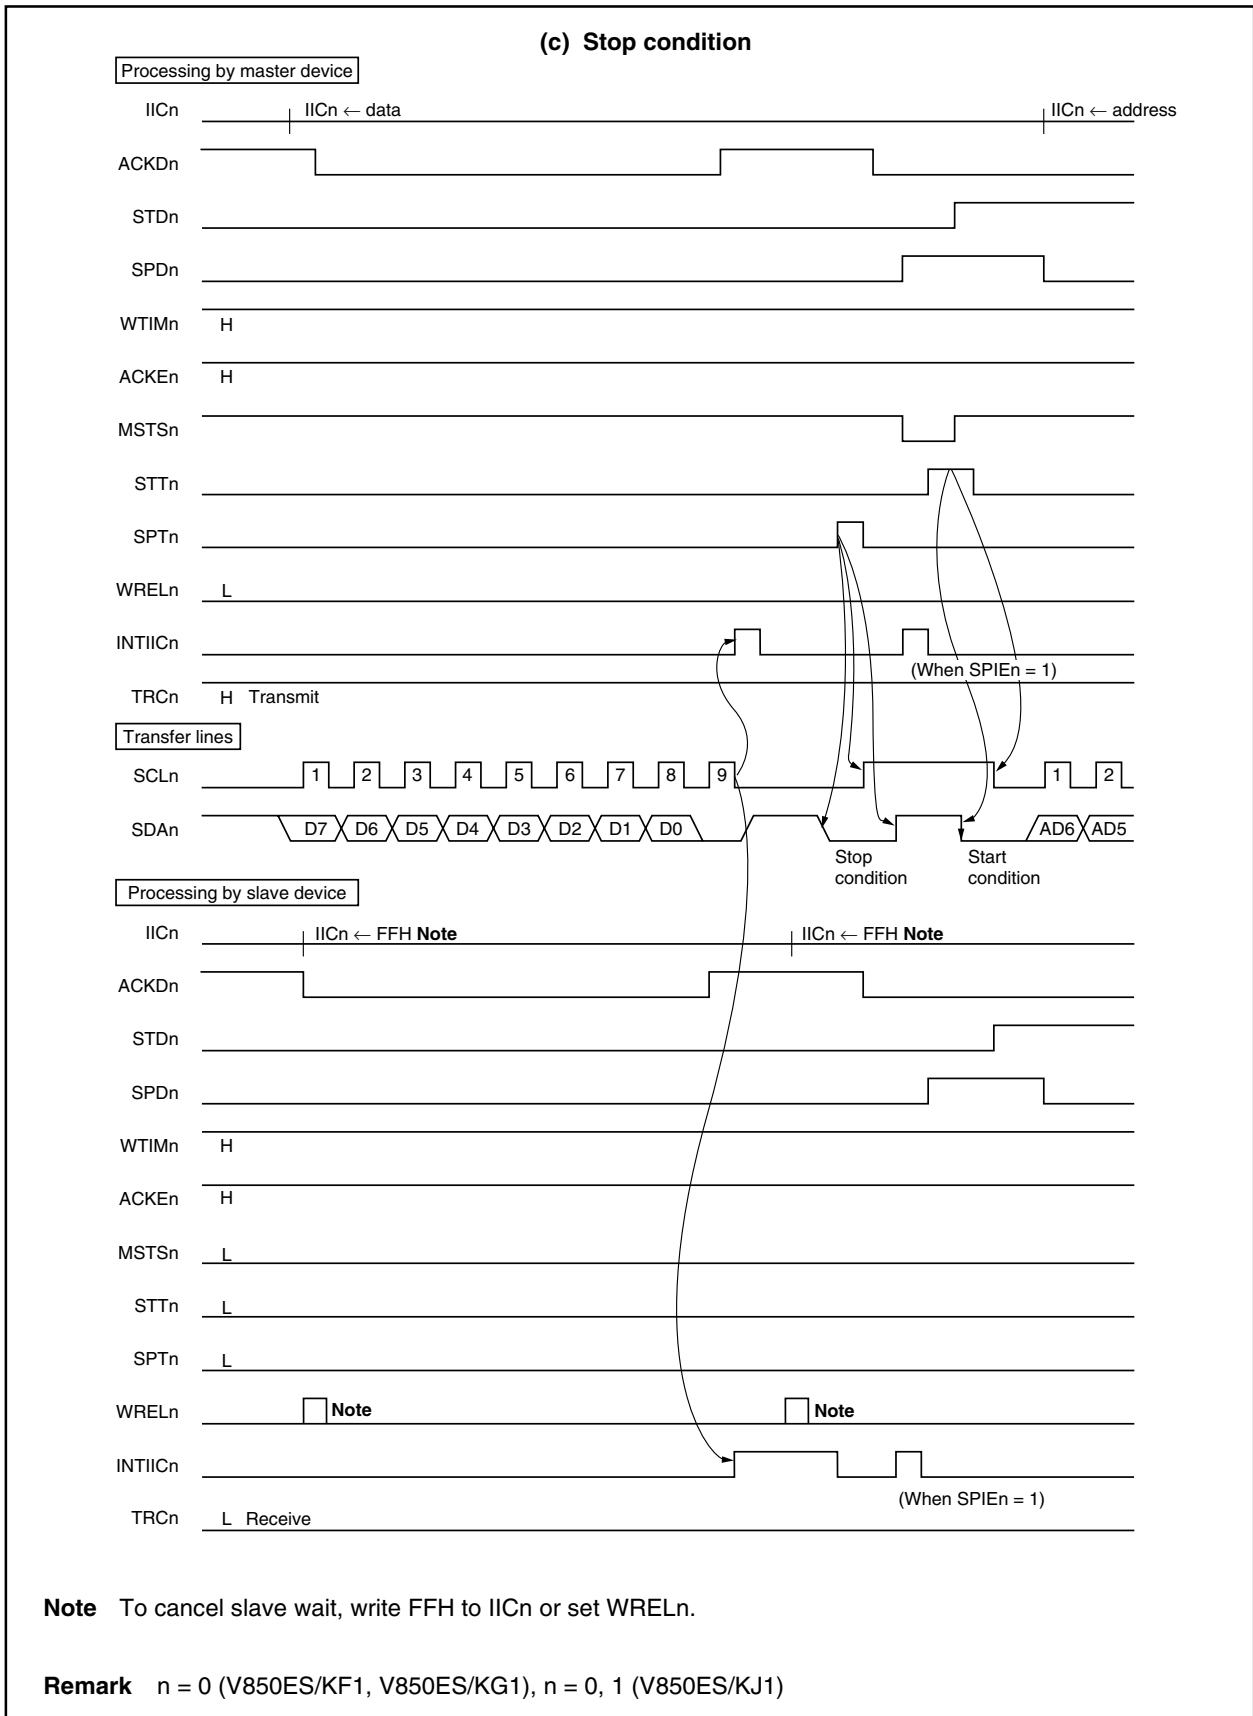 (c) Stop condition
Processing by master device
IICn
IICn ← data
IICn ← address
ACKDn
STDn
SPDn
WTIMn
H
ACKEn
H
MSTSn
STTn
SPTn
WRELn
L
INTIICn
(When SPIEn = 1)
TRCn
H Transmit
Transfer lines
SCLn
1 2 3 4 5 6 7 8 9 1 2
SDAn
D7 D6 D5 D4 D3 D2 D1 D0 AD6 AD5
Stop
condition
Start
condition
Processing by slave device
IICn
IICn ← FFH Note
IICn ← FFH Note
ACKDn
STDn
SPDn
WTIMn
H
ACKEn
H
MSTSn
L
STTn
L
SPTn
L
WRELn
Note
Note
INTIICn
(When SPIEn = 1)
TRCn
L Receive
Note To cancel slave wait, write FFH to IICn or set WRELn.
Remark n = 0 (V850ES/KF1, V850ES/KG1), n = 0, 1 (V850ES/KJ1)